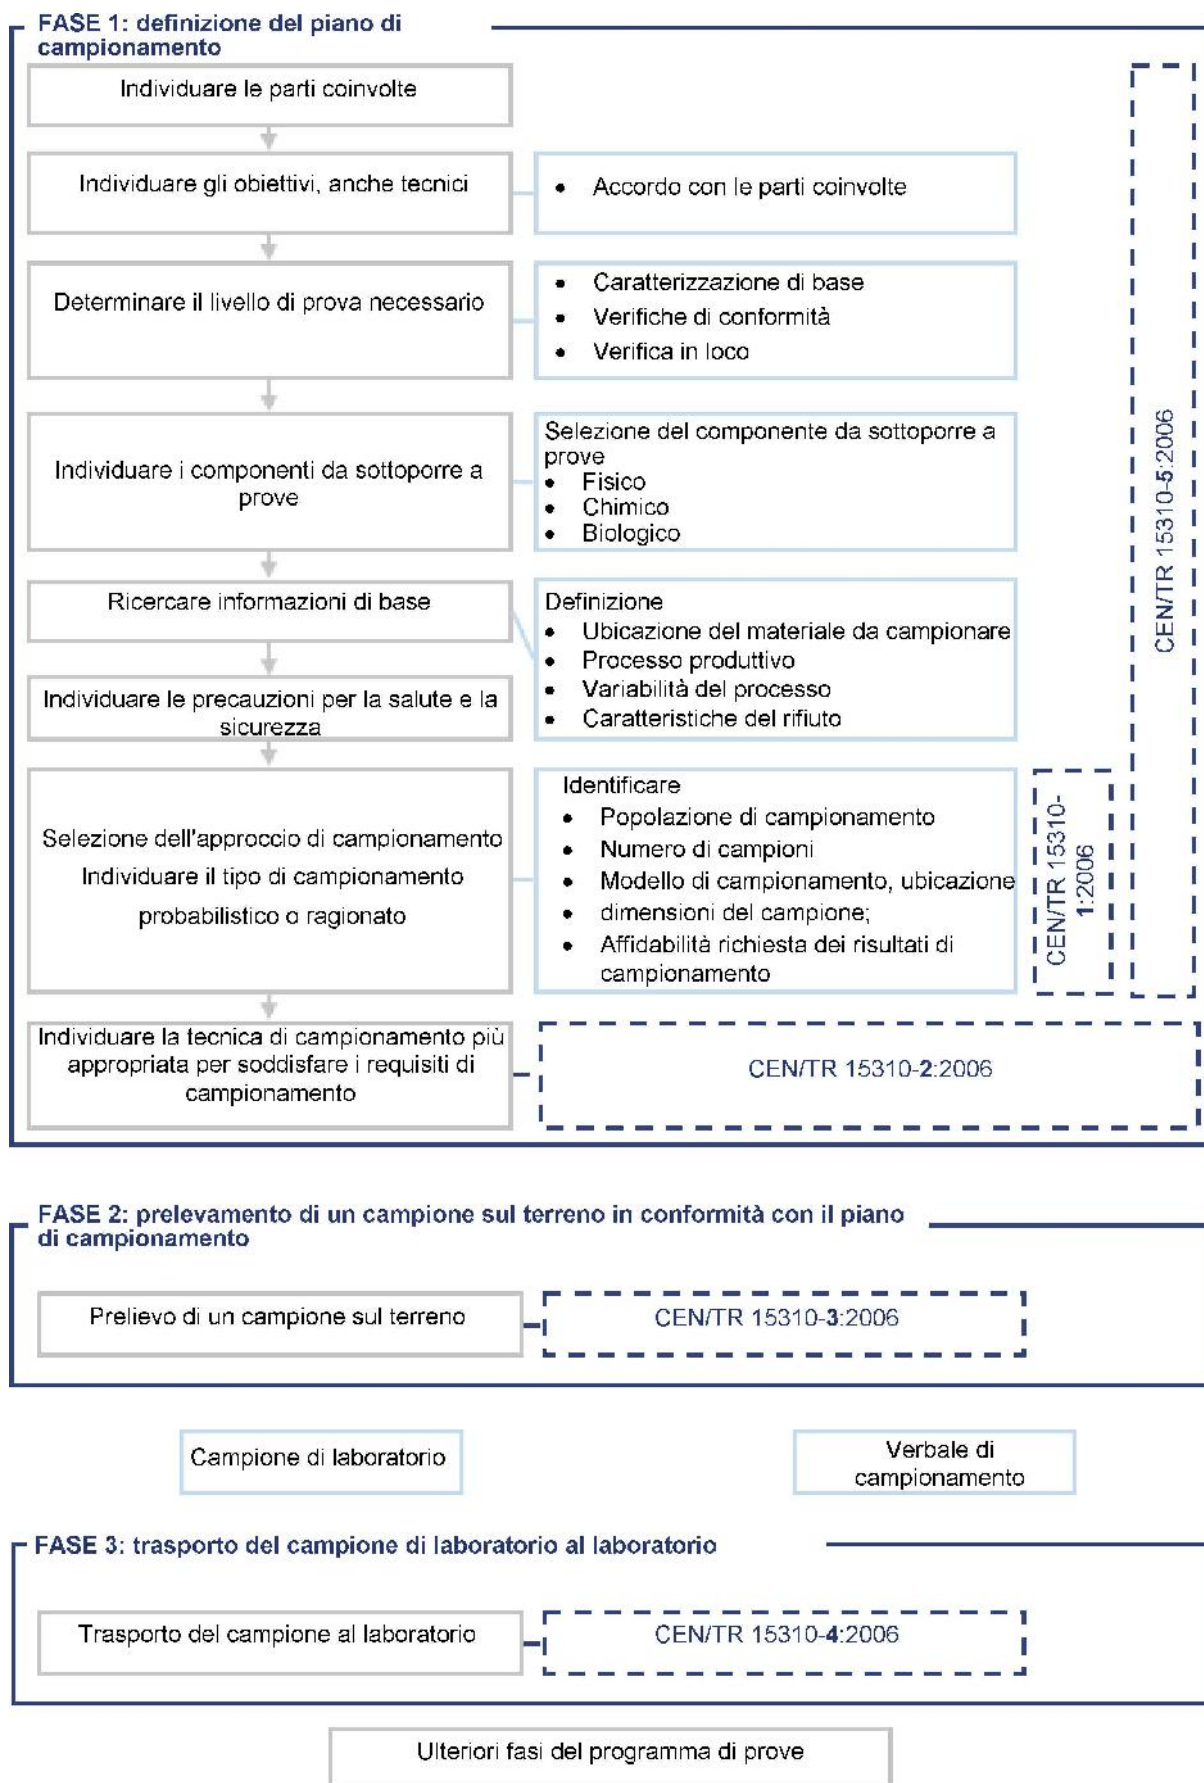 FASE 1: definizione del piano di
campionamento
Individuare le parti coinvolte
Individuare gli obiettivi, anche tecnici
• Accordo con le parti coinvolte
Determinare il livello di prova necessario
• Caratterizzazione di base
• Verifiche di conformità
• Verifica in loco
Individuare i componenti da sottoporre a
prove
Selezione del componente da sottoporre a
prove
• Fisico
• Chimico
• Biologico
Ricercare informazioni di base
Definizione
• Ubicazione del materiale da campionare
• Processo produttivo
• Variabilità del processo
• Caratteristiche del rifiuto
Individuare le precauzioni per la salute e la
sicurezza
Selezione dell'approccio di campionamento
Individuare il tipo di campionamento
probabilistico o ragionato
Identificare
• Popolazione di campionamento
• Numero di campioni
• Modello di campionamento, ubicazione
• dimensioni del campione;
• Affidabilità richiesta dei risultati di
campionamento
CEN/TR 15310-
1:2006
CEN/TR 15310-5:2006
Individuare la tecnica di campionamento più
appropriata per soddisfare i requisiti di
campionamento
CEN/TR 15310-2:2006
FASE 2: prelevamento di un campione sul terreno in conformità con il piano
di campionamento
Prelievo di un campione sul terreno
CEN/TR 15310-3:2006
Campione di laboratorio
Verbale di
campionamento
FASE 3: trasporto del campione di laboratorio al laboratorio
Trasporto del campione al laboratorio
CEN/TR 15310-4:2006
Ulteriori fasi del programma di prove